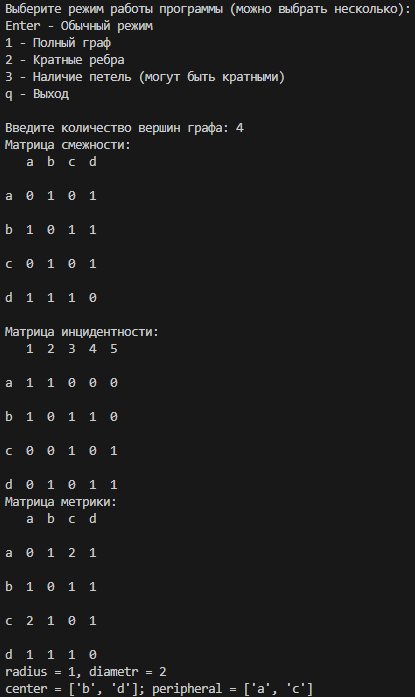 Выберите режим работы программы (можно выбрать несколько):
Enter - Обычный режим
1 - Полный граф
2 - Кратные ребра
3 - Наличие петель (могут быть кратными)
q - Выход
Введите количество вершин графа: 4
Матрица смежности:
a b c d
a 0 1 0 1
b 1 0 1 1
c 0 1 0 1
d 1 1 1 0
Матрица инцидентности:
1 2 3 4 5
a 1 1 0 0 0
b 1 0 1 1 0
c 0 0 1 0 1
d 0 1 0 1 1
Матрица метрики:
a b c d
a 0 1 2 1
b 1 0 1 1
c 2 1 0 1
d 1 1 1 0
radius = 1, diametr = 2
center = ['b', 'd']; peripheral = ['a', 'c']